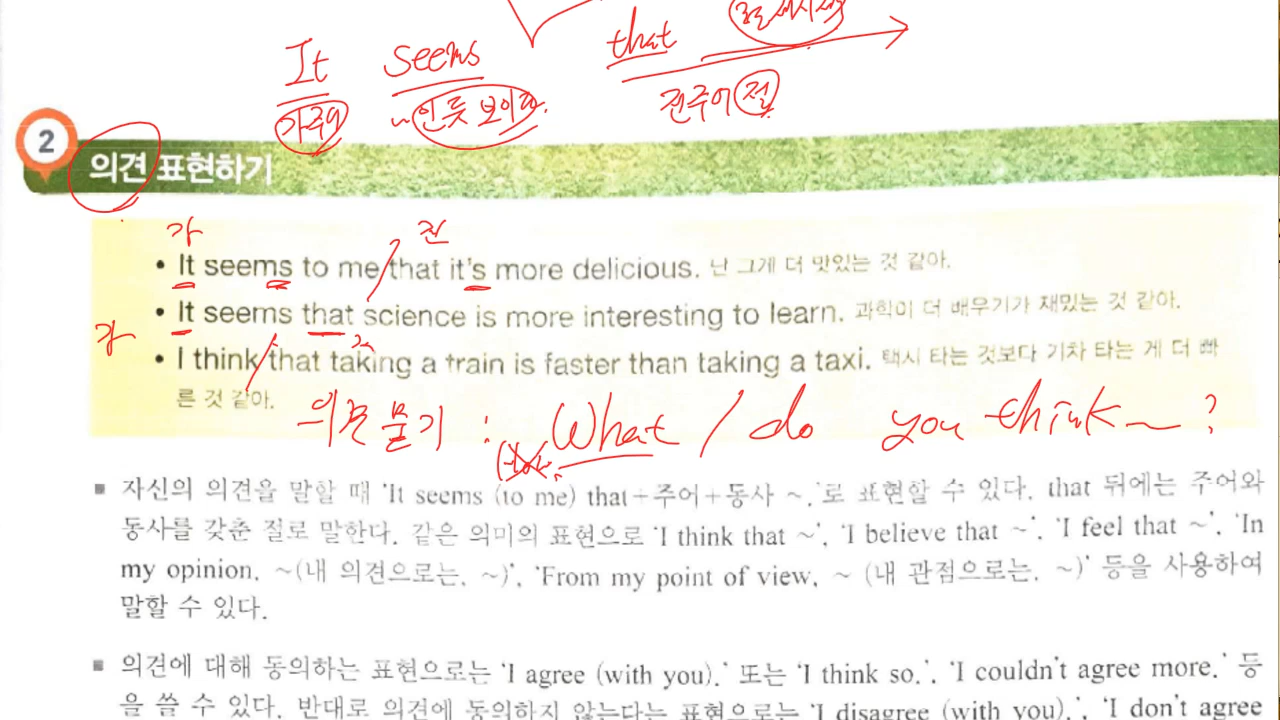 It seems that
가주어 ~인듯 보이다. 진주어 절
2
의견 표현하기
가 진
• It seems to me that it's more delicious. 난 그게 더 맛있는 것 같아.
• It seems that science is more interesting to learn. 과학이 더 배우기가 재밌는 것 같아.
가
• I think that taking a train is faster than taking a taxi. 택시 타는 것보다 기차 타는 게 더 빠
른 것 같아.
의견 묻기 : What / do you think ~ ?
■ 자신의 의견을 말할 때 'It seems (to me) that+주어+동사 ~.'로 표현할 수 있다. that 뒤에는 주어와
동사를 갖춘 절로 말한다. 같은 의미의 표현으로 'I think that ~', 'I believe that ~', 'I feel that ~', 'In
my opinion, ~(내 의견으로는, ~)', 'From my point of view, ~ (내 관점으로는, ~)' 등을 사용하여
말할 수 있다.
■ 의견에 대해 동의하는 표현으로는 'I agree (with you).' 또는 'I think so.', 'I couldn't agree more.' 등
을 쓸 수 있다. 반대로 의견에 동의하지 않는다는 표현으로는 'I disagree (with you).', 'I don't agree